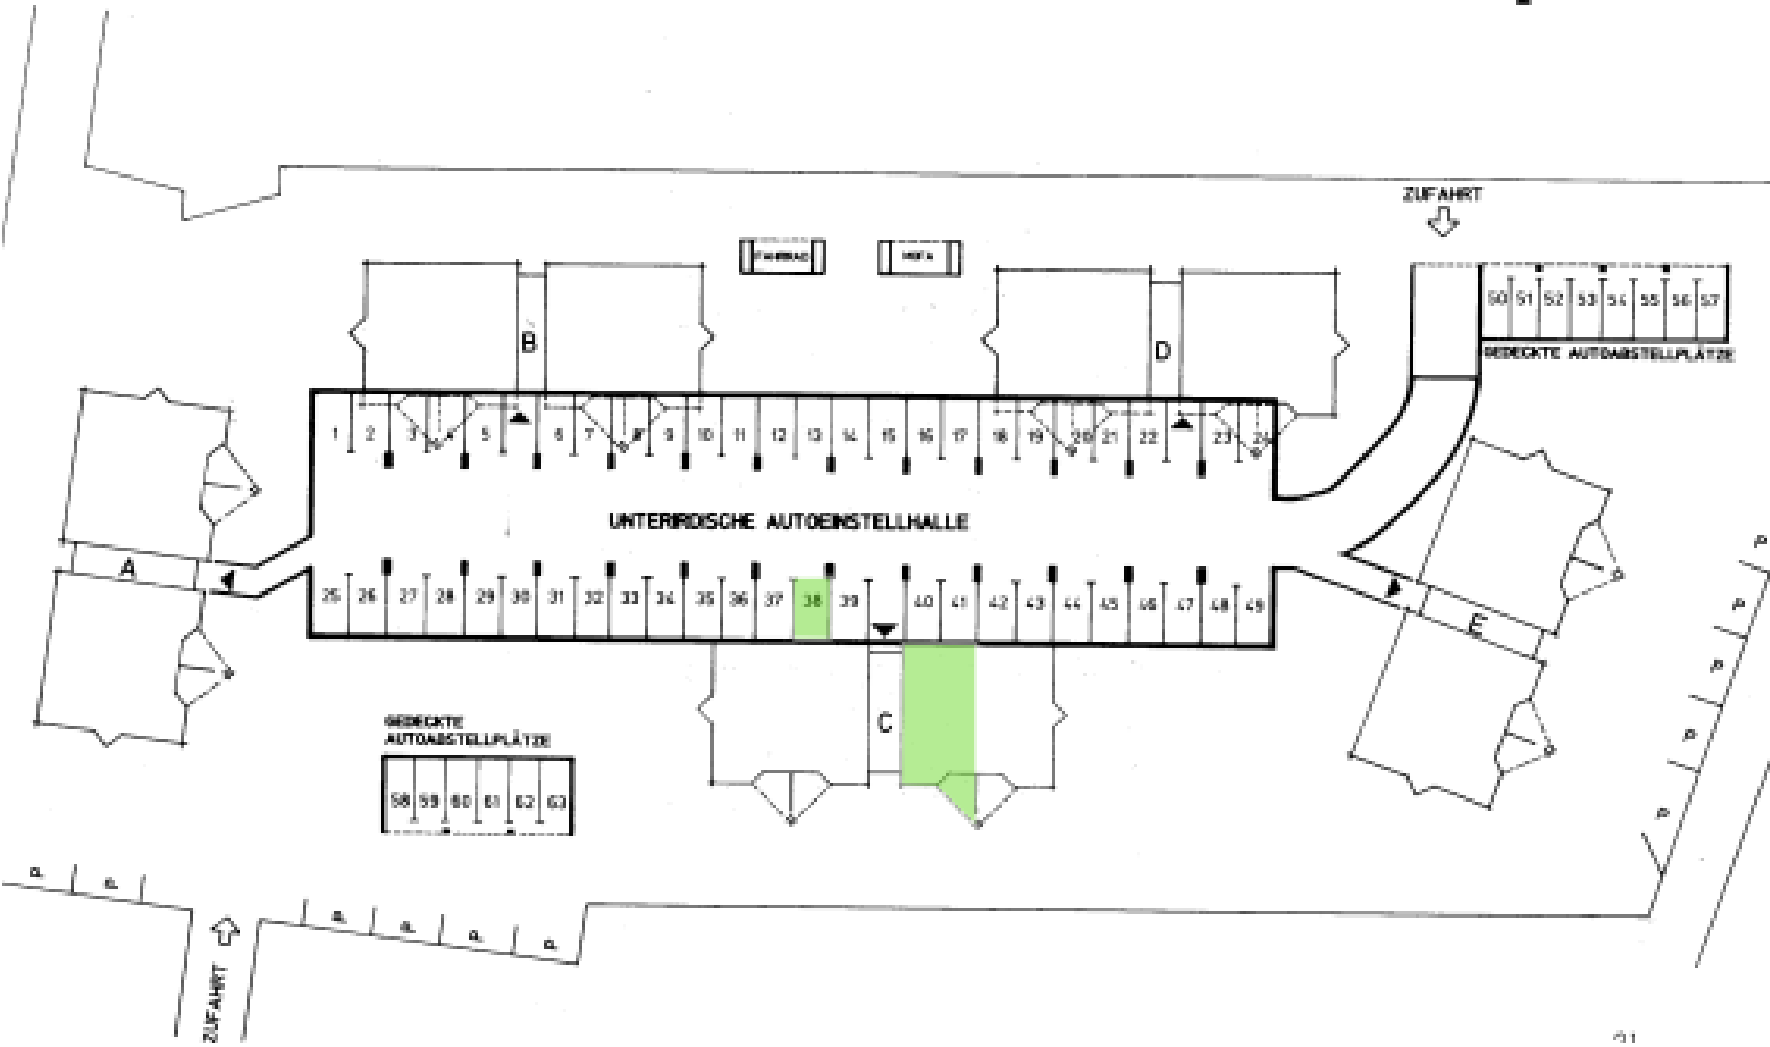 ZUFAHRT
FAHRRAD
MOFA
50 51 52 53 54 55 56 57
GEDECKTE AUTOABSTELLPLÄTZE
B
D
1 2 3 4 5 6 7 8 9 10 11 12 13 14 15 16 17 18 19 20 21 22 23 24
UNTERIRDISCHE AUTOEINSTELLHALLE
A
25 26 27 28 29 30 31 32 33 34 35 36 37 38 39 40 41 42 43 44 45 46 47 48 49
E
C
P
P
P
P
P
GEDECKTE
AUTOABSTELLPLÄTZE
58 59 60 61 62 63
P P
P P P P
ZUFAHRT